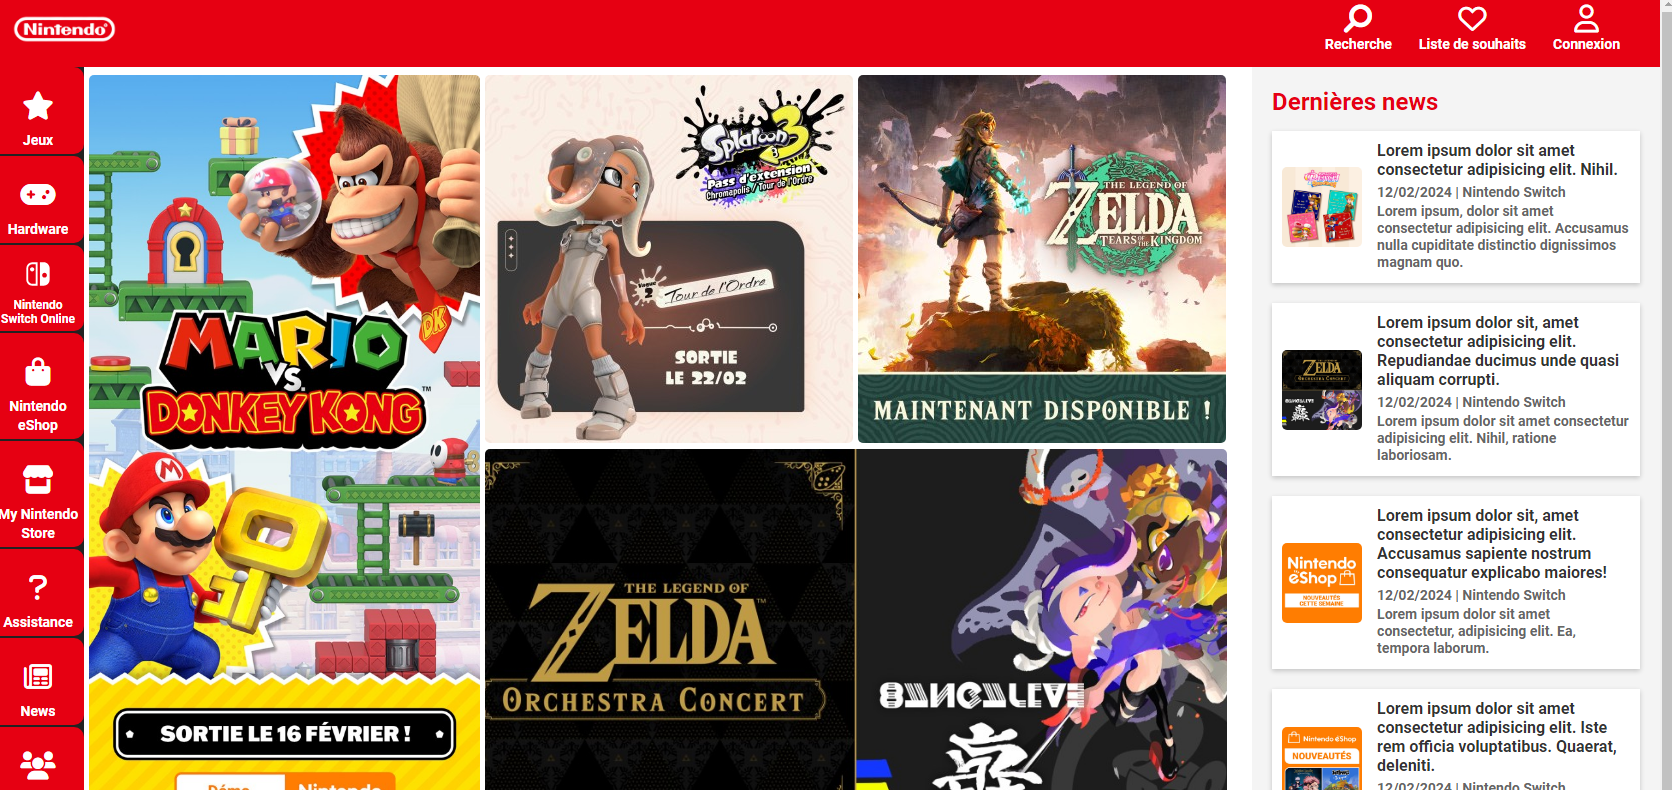 Nintendo
Recherche
Liste de souhaits
Connexion
Jeux
Hardware
Nintendo
Switch Online
Nintendo
eShop
My Nintendo
Store
Assistance
News
DK
MARIO
VS.
DONKEY KONG
TM
M
SORTIE LE 16 FÉVRIER !
Démo
Nintendo
Splatoon 3
Pass d'extension
Chromapolis / Tour de l'Ordre
Vague
2
Tour de l'Ordre
SORTIE
LE 22/02
THE LEGEND OF
ZELDA
TEARS OF THE KINGDOM
MAINTENANT DISPONIBLE !
THE LEGEND OF
ZELDA
TM
ORCHESTRA CONCERT
Dernières news
Lorem ipsum dolor sit amet
consectetur adipisicing elit. Nihil.
12/02/2024 | Nintendo Switch
Lorem ipsum, dolor sit amet
consectetur adipisicing elit. Accusamus
nulla cupiditate distinctio dignissimos
magnam quo.
ZELDA
ORCHESTRA CONCERT
Lorem ipsum dolor sit, amet
consectetur adipisicing elit.
Repudiandae ducimus unde quasi
aliquam corrupti.
12/02/2024 | Nintendo Switch
Lorem ipsum dolor sit amet consectetur
adipisicing elit. Nihil, ratione
laboriosam.
Nintendo
eShop
NOUVEAUTÉS
CETTE SEMAINE
Lorem ipsum dolor sit, amet
consectetur adipisicing elit.
Accusamus sapiente nostrum
consequatur explicabo maiores!
12/02/2024 | Nintendo Switch
Lorem ipsum dolor sit amet
consectetur, adipisicing elit. Ea,
tempora laborum.
Nintendo eShop
NOUVEAUTÉS
Lorem ipsum dolor sit amet
consectetur adipisicing elit. Iste
rem officia voluptatibus. Quaerat,
deleniti.
12/02/2024 | Nintendo Switch